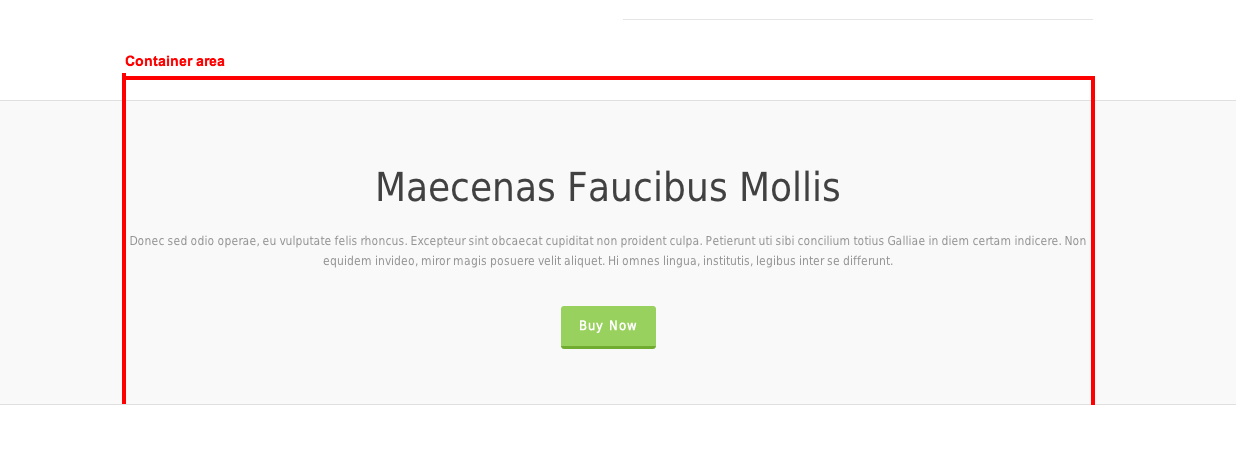 Container area
Maecenas Faucibus Mollis
Donec sed odio operae, eu vulputate felis rhoncus. Excepteur sint obcaecat cupiditat non proident culpa. Petierunt uti sibi concilium totius Galliae in diem certam indicere. Non
equidem invideo, miror magis posuere velit aliquet. Hi omnes lingua, institutis, legibus inter se differunt.
Buy Now